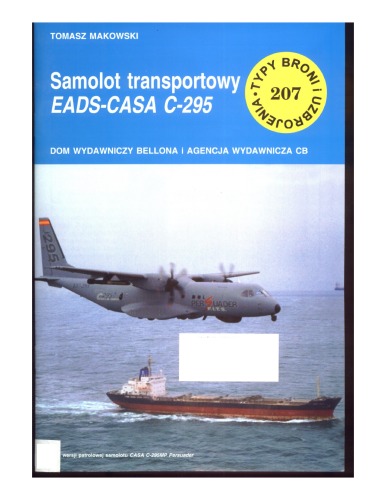 TOMASZ MAKOWSKI
Samolot transportowy
EADS-CASA C-295
TYPY BRONI i UZBROJENIA •
207
DOM WYDAWNICZY BELLONA i AGENCJA WYDAWNICZA CB
295
wersji patrolowej samolotu CASA C-295MP Persuader